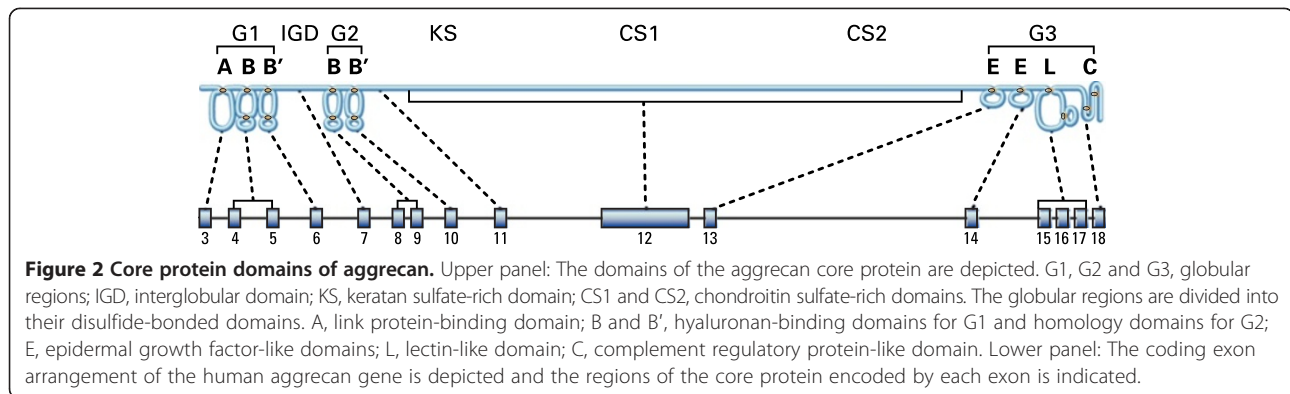 G1 IGD G2 KS CS1 CS2 G3
A B B′ B B′ E E L C
3 4 5 6 7 8 9 10 11 12 13 14 15 16 17 18
Figure 2 Core protein domains of aggrecan. Upper panel: The domains of the aggrecan core protein are depicted. G1, G2 and G3, globular
regions; IGD, interglobular domain; KS, keratan sulfate-rich domain; CS1 and CS2, chondroitin sulfate-rich domains. The globular regions are divided into
their disulfide-bonded domains. A, link protein-binding domain; B and B′, hyaluronan-binding domains for G1 and homology domains for G2;
E, epidermal growth factor-like domains; L, lectin-like domain; C, complement regulatory protein-like domain. Lower panel: The coding exon
arrangement of the human aggrecan gene is depicted and the regions of the core protein encoded by each exon is indicated.